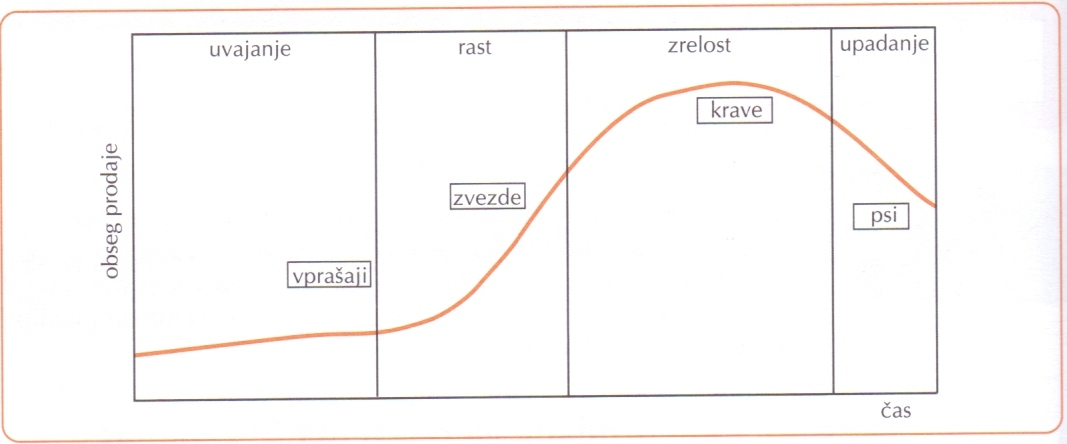 uvajanje
rast
zrelost
upadanje
krave
zvezde
psi
vprašaji
obseg prodaje
čas